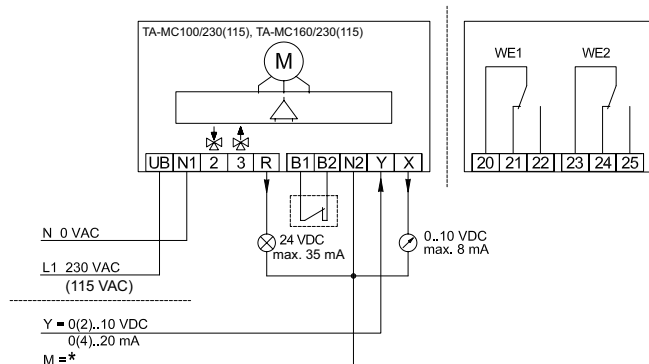 TA-MC100/230(115), TA-MC160/230(115)
M
WE1 WE2
UB N1 2 3 R B1 B2 N2 Y X
20 21 22 23 24 25
N 0 VAC
24 VDC
max. 35 mA
0..10 VDC
max. 8 mA
L1 230 VAC
(115 VAC)
Y = 0(2)..10 VDC
0(4)..20 mA
M =*